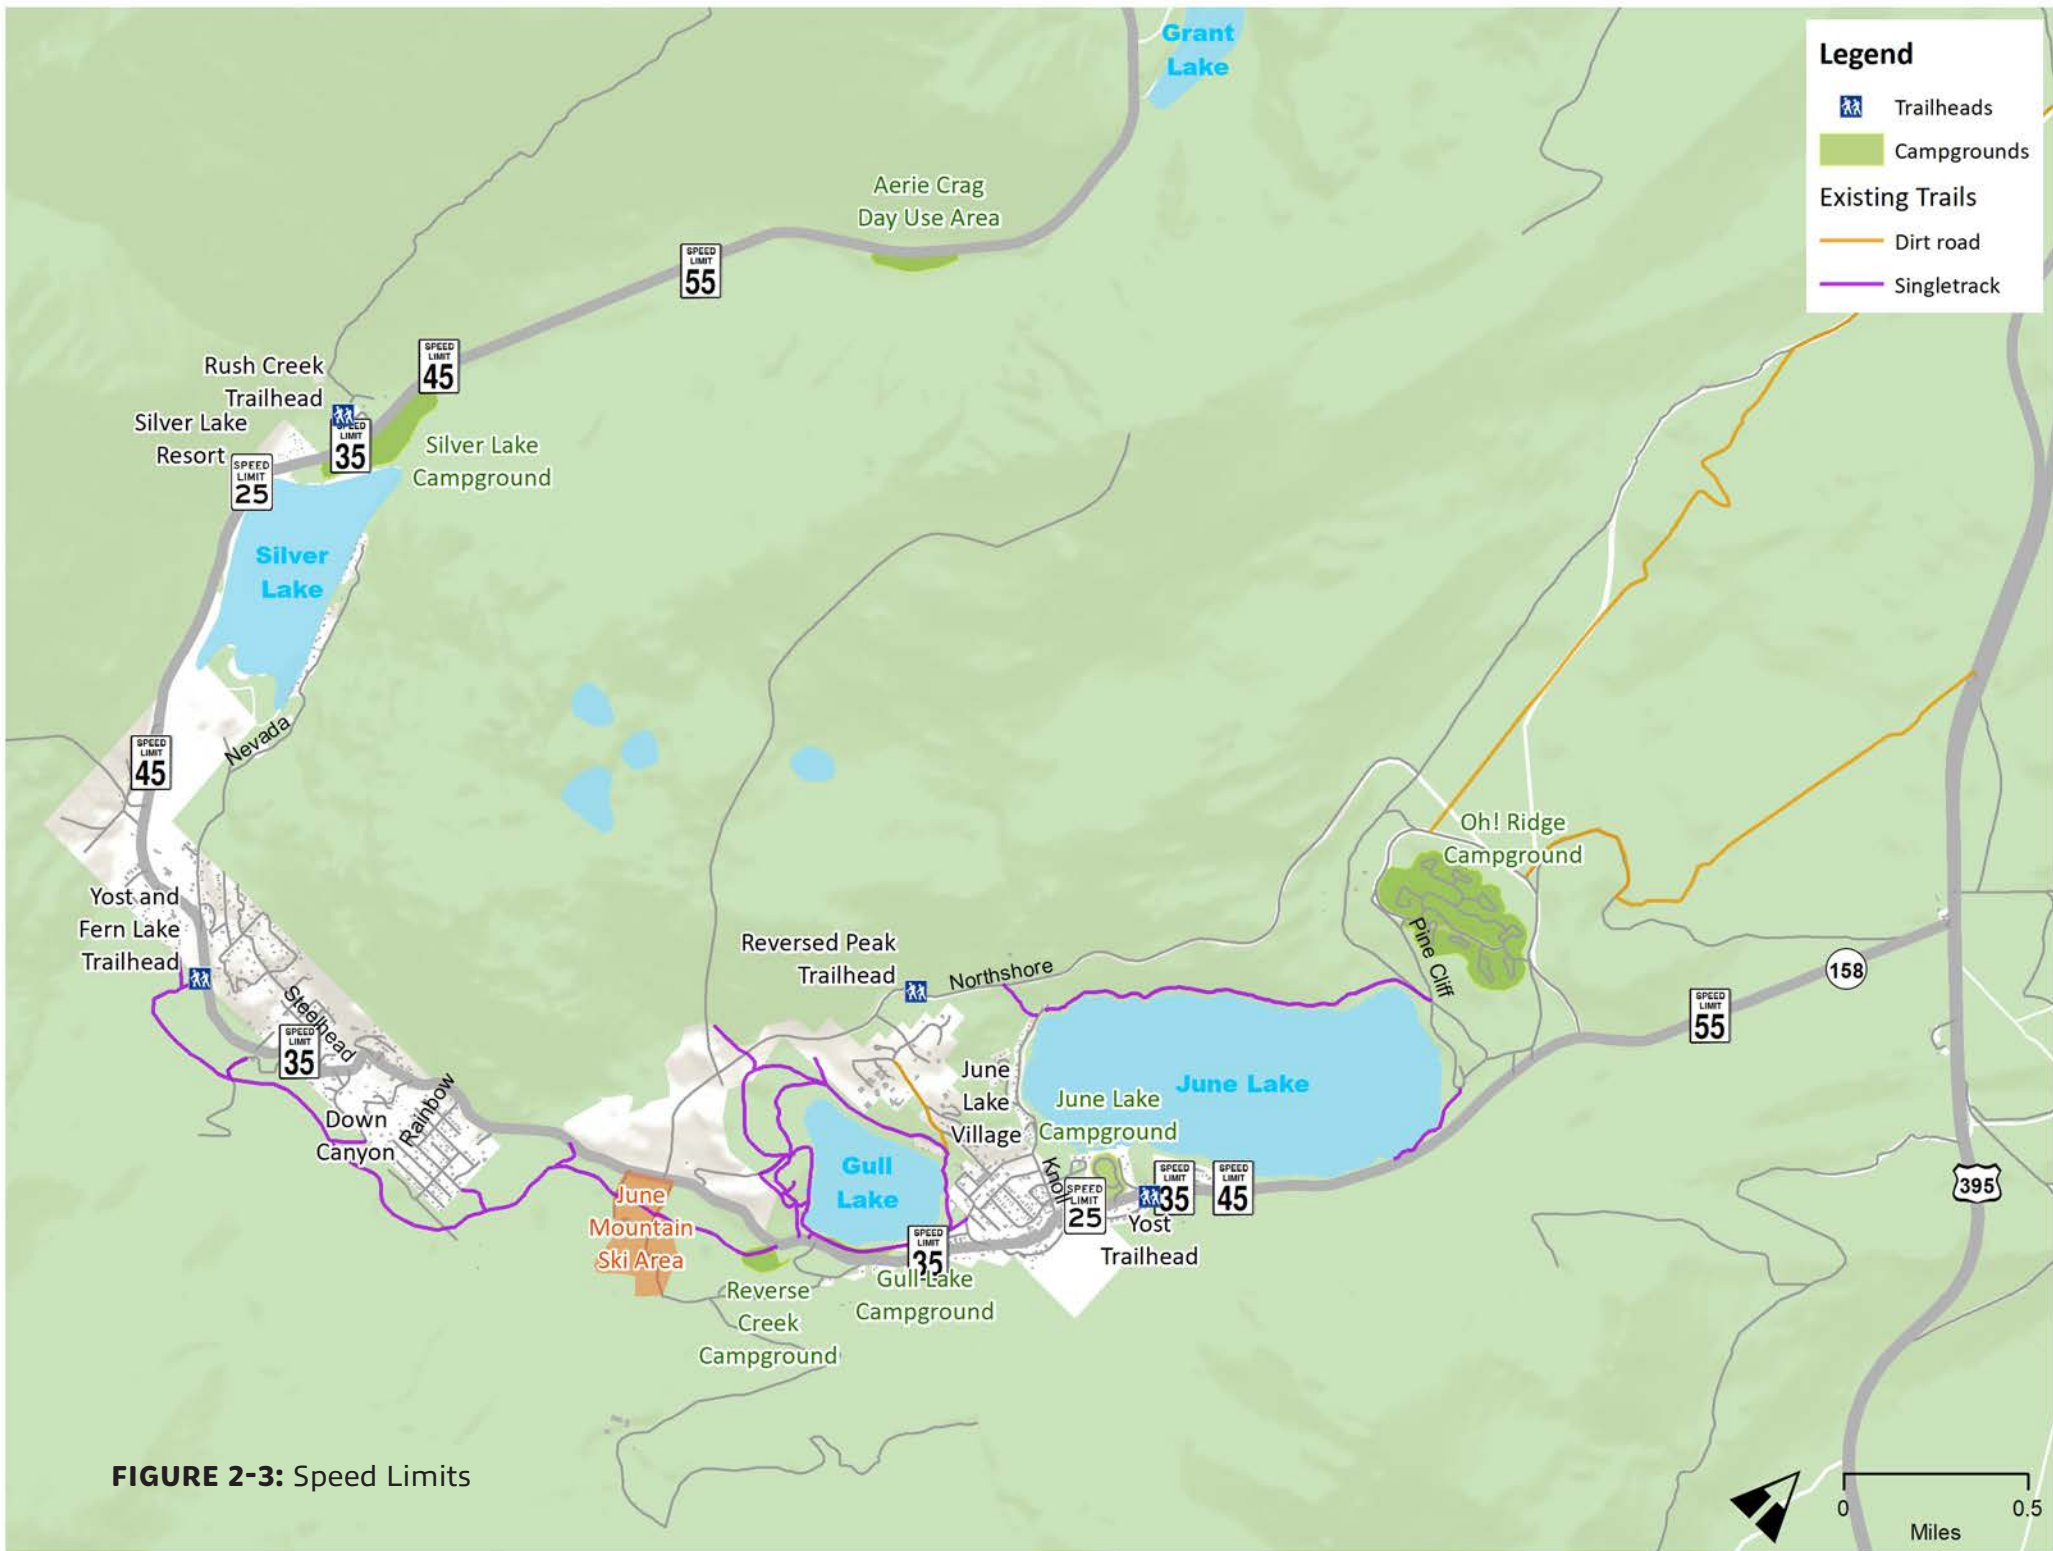 Grant
Lake
Legend
Trailheads
Campgrounds
Existing Trails
Dirt road
Singletrack
Aerie Crag
Day Use Area
SPEED
LIMIT
55
SPEED
LIMIT
45
Rush Creek
Trailhead
SPEED
LIMIT
35
Silver Lake
Resort
SPEED
LIMIT
25
Silver Lake
Campground
Silver
Lake
Nevada
SPEED
LIMIT
45
Oh! Ridge
Campground
Pine Cliff
Yost and
Fern Lake
Trailhead
Reversed Peak
Trailhead
Northshore
158
SPEED
LIMIT
55
Steelhead
SPEED
LIMIT
35
June
Lake
Village
June Lake
June Lake
Campground
Down
Canyon
Rainbow
Gull
Lake
Knoll
SPEED
LIMIT
25
SPEED
LIMIT
35
SPEED
LIMIT
45
395
June
Mountain
Ski Area
Yost
Trailhead
SPEED
LIMIT
35
Gull Lake
Campground
Reverse
Creek
Campground
FIGURE 2-3: Speed Limits
0 0.5
Miles